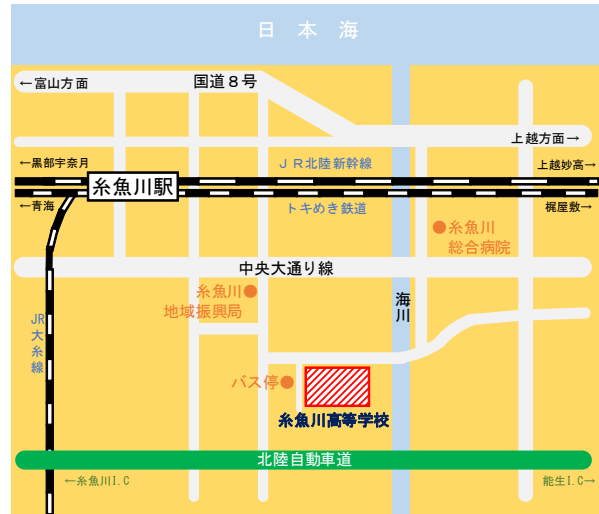 日本海
←富山方面
国道８号
上越方面→
←黒部宇奈月
ＪＲ北陸新幹線
上越妙高→
糸魚川駅
←青海
トキめき鉄道
梶屋敷→
糸魚川
総合病院
中央大通り線
糸魚川
地域振興局
海川
JR大糸線
バス停
糸魚川高等学校
北陸自動車道
←糸魚川I.C
能生I.C→